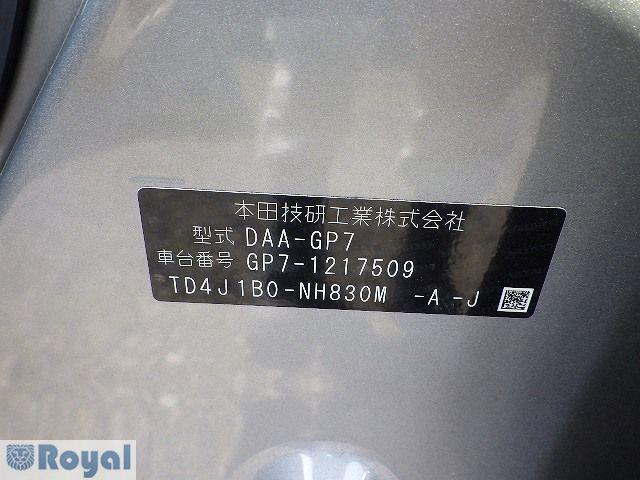 本田技研工業株式会社
型式 DAA-GP7
車台番号 GP7-1217509
TD4J1B0-NH830M -A -J
Royal